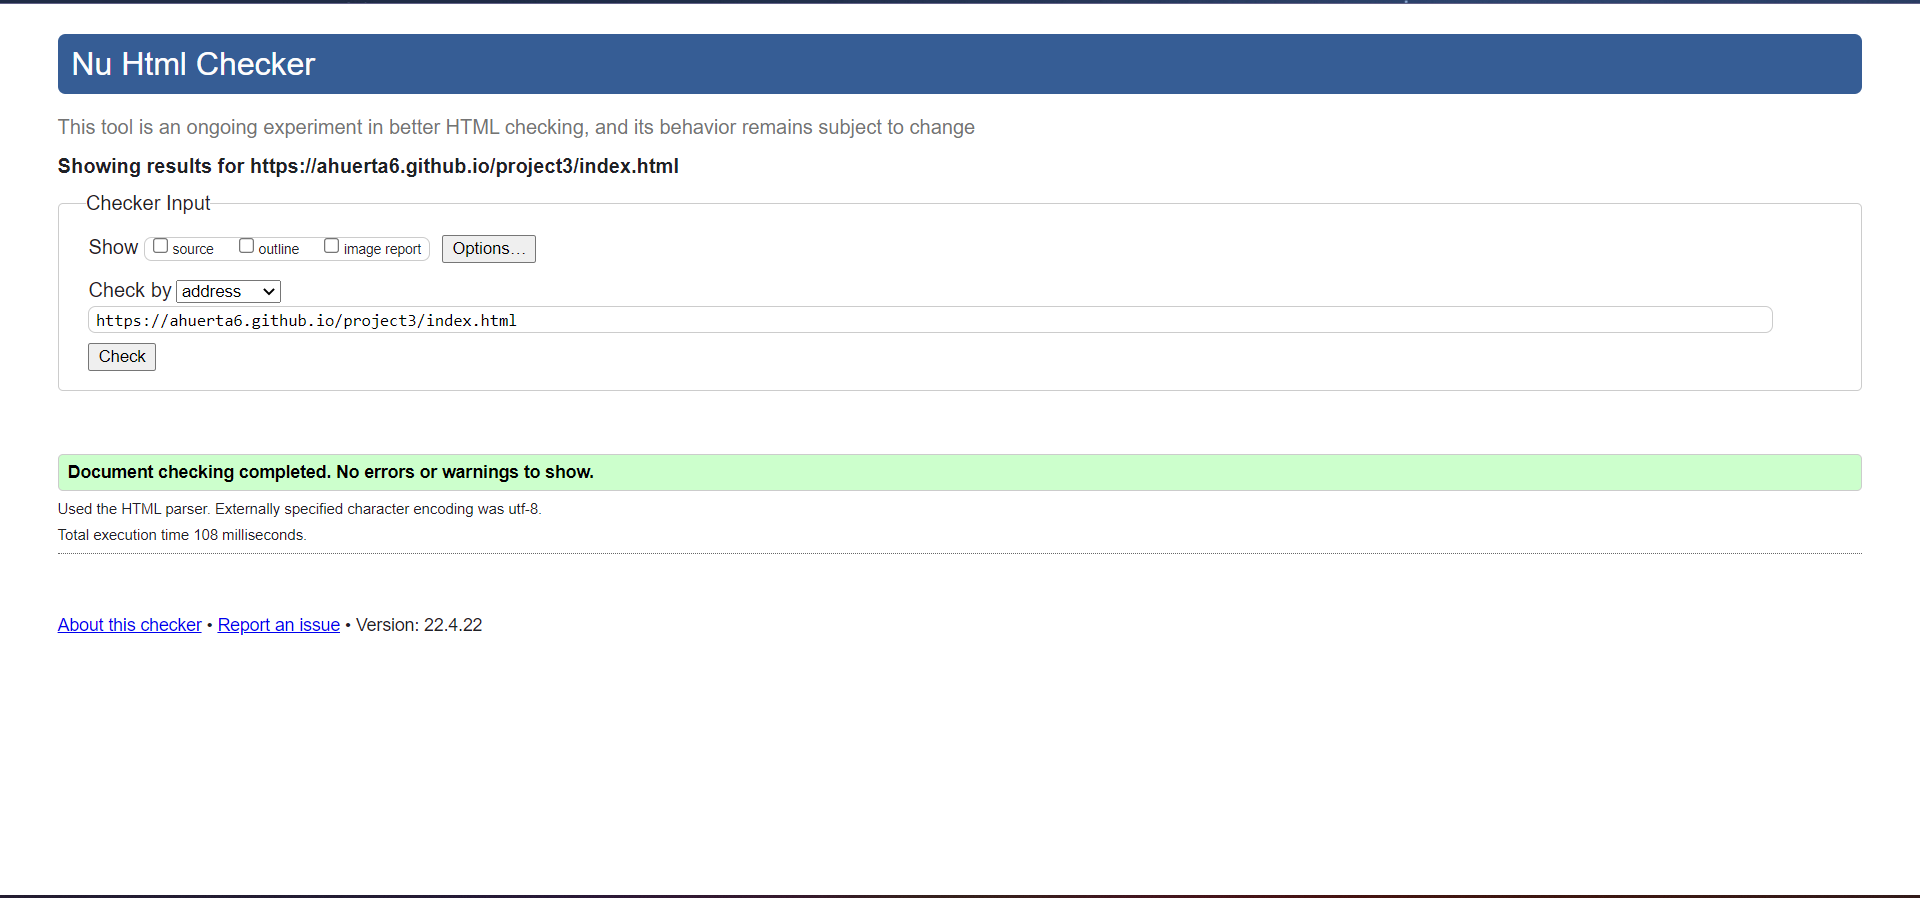 Nu Html Checker
This tool is an ongoing experiment in better HTML checking, and its behavior remains subject to change
Showing results for https://ahuerta6.github.io/project3/index.html
Checker Input
Show source outline image report Options…
Check by address
https://ahuerta6.github.io/project3/index.html
Check
Document checking completed. No errors or warnings to show.
Used the HTML parser. Externally specified character encoding was utf-8.
Total execution time 108 milliseconds.
About this checker • Report an issue • Version: 22.4.22